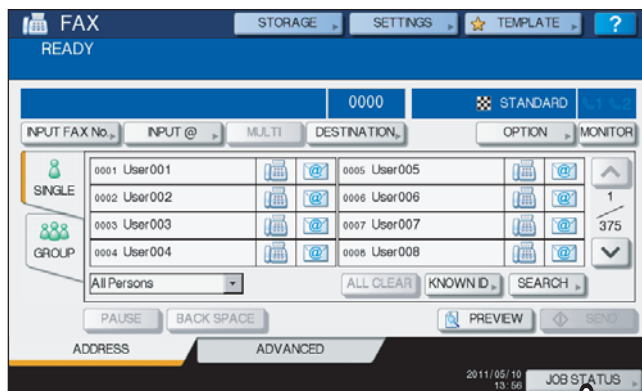 FAX STORAGE SETTINGS TEMPLATE ?
READY
0000 STANDARD 1 2
INPUT FAX No. INPUT @ MULTI DESTINATION OPTION MONITOR
SINGLE
GROUP
0001 User001 @ 0005 User005 @
0002 User002 @ 0006 User006 @
0003 User003 @ 0007 User007 @
0004 User004 @ 0008 User008 @
1
375
All Persons ALL CLEAR KNOWN ID SEARCH
PAUSE BACK SPACE PREVIEW SEND
ADDRESS ADVANCED
2011/05/10
13:56
JOB STATUS